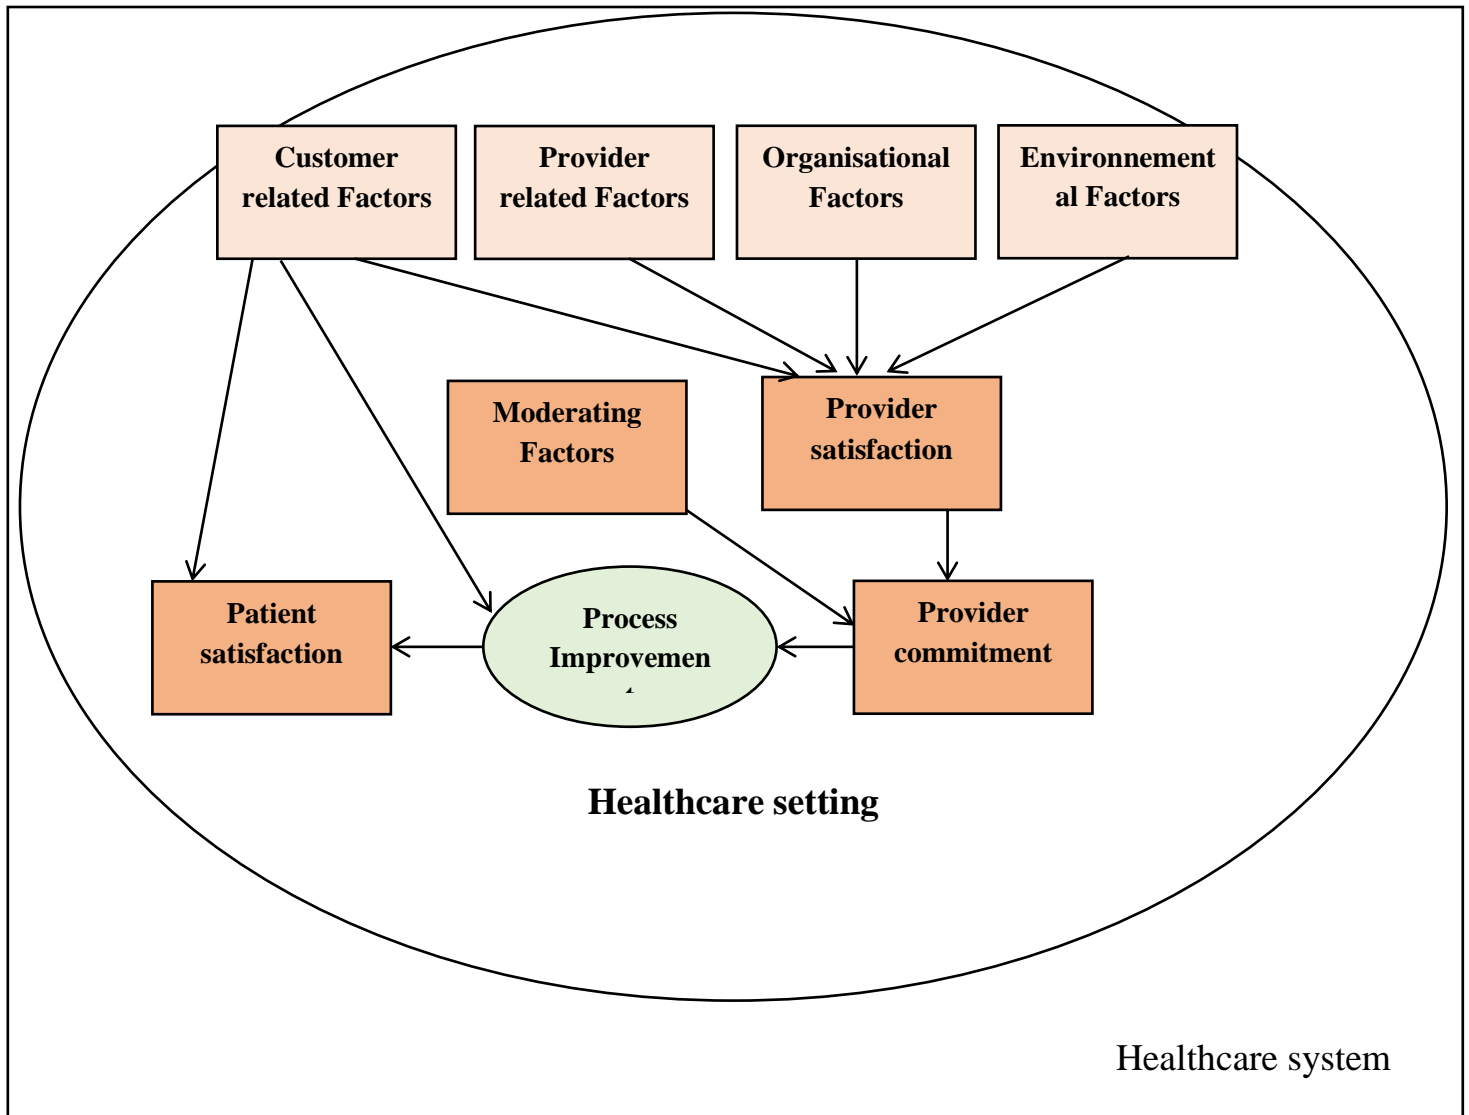 Customer
related Factors
Provider
related Factors
Organisational
Factors
Environnement
al Factors
Moderating
Factors
Provider
satisfaction
Patient
satisfaction
Process
Improvemen
Provider
commitment
Healthcare setting
Healthcare system